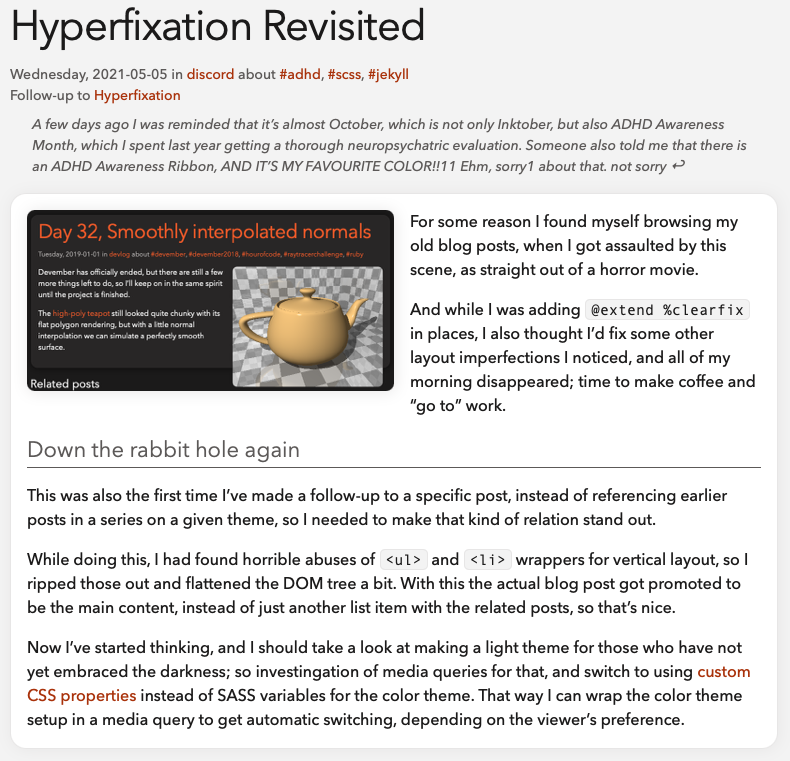 Hyperfixation Revisited
Wednesday, 2021-05-05 in discord about #adhd, #scss, #jekyll
Follow-up to Hyperfixation
A few days ago I was reminded that it's almost October, which is not only Inktober, but also ADHD Awareness
Month, which I spent last year getting a thorough neuropsychatric evaluation. Someone also told me that there is
an ADHD Awareness Ribbon, AND IT'S MY FAVOURITE COLOR!!11 Ehm, sorry1 about that. not sorry ↩
Day 32, Smoothly interpolated normals
Tuesday, 2019-01-01 in devlog about #devember, #devember2018, #hourofcode, #raytracerchallenge, #ruby
Devember has officially ended, but there are still a few
more things left to do, so I'll keep on in the same spirit
until the project is finished.
The high-poly teapot still looked quite chunky with its
flat polygon rendering, but with a little normal
interpolation we can simulate a perfectly smooth
surface.
Related posts
For some reason I found myself browsing my
old blog posts, when I got assaulted by this
scene, as straight out of a horror movie.
And while I was adding @extend %clearfix
in places, I also thought I'd fix some other
layout imperfections I noticed, and all of my
morning disappeared; time to make coffee and
“go to” work.
Down the rabbit hole again
This was also the first time I've made a follow-up to a specific post, instead of referencing earlier
posts in a series on a given theme, so I needed to make that kind of relation stand out.
While doing this, I had found horrible abuses of <ul> and <li> wrappers for vertical layout, so I
ripped those out and flattened the DOM tree a bit. With this the actual blog post got promoted to
be the main content, instead of just another list item with the related posts, so that's nice.
Now I've started thinking, and I should take a look at making a light theme for those who have not
yet embraced the darkness; so investingation of media queries for that, and switch to using custom
CSS properties instead of SASS variables for the color theme. That way I can wrap the color theme
setup in a media query to get automatic switching, depending on the viewer's preference.